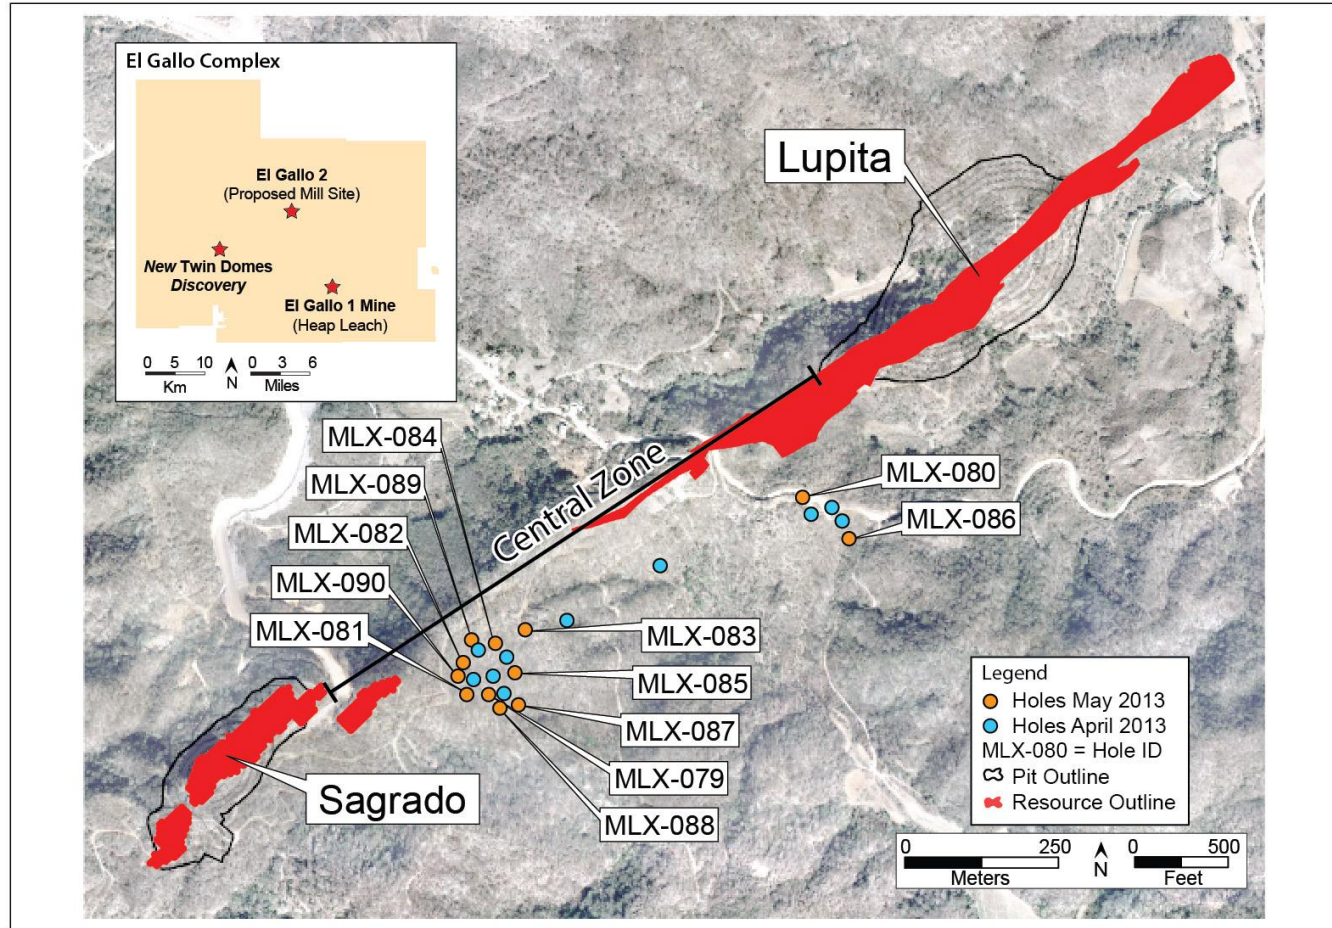 El Gallo Complex
El Gallo 2
(Proposed Mill Site)
New Twin Domes
Discovery
El Gallo 1 Mine
(Heap Leach)
0 5 10
Km
N
0 3 6
Miles
Lupita
Central Zone
MLX-084
MLX-089
MLX-082
MLX-090
MLX-081
MLX-080
MLX-086
MLX-083
MLX-085
MLX-087
MLX-079
MLX-088
Sagrado
Legend
Holes May 2013
Holes April 2013
MLX-080 = Hole ID
Pit Outline
Resource Outline
0 250
Meters
N
0 500
Feet